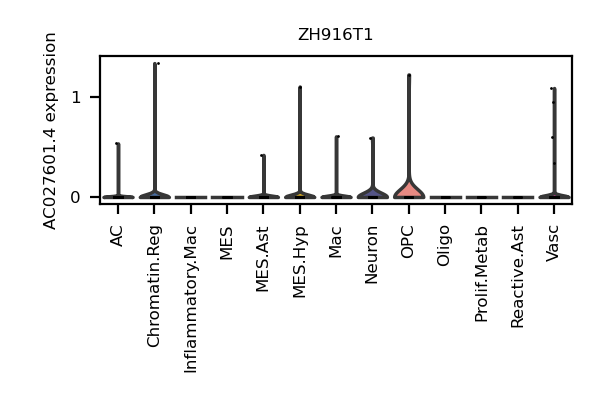 ZH916T1
AC027601.4 expression
1
0
AC
Chromatin.Reg
Inflammatory.Mac
MES
MES.Ast
MES.Hyp
Mac
Neuron
OPC
Oligo
Prolif.Metab
Reactive.Ast
Vasc